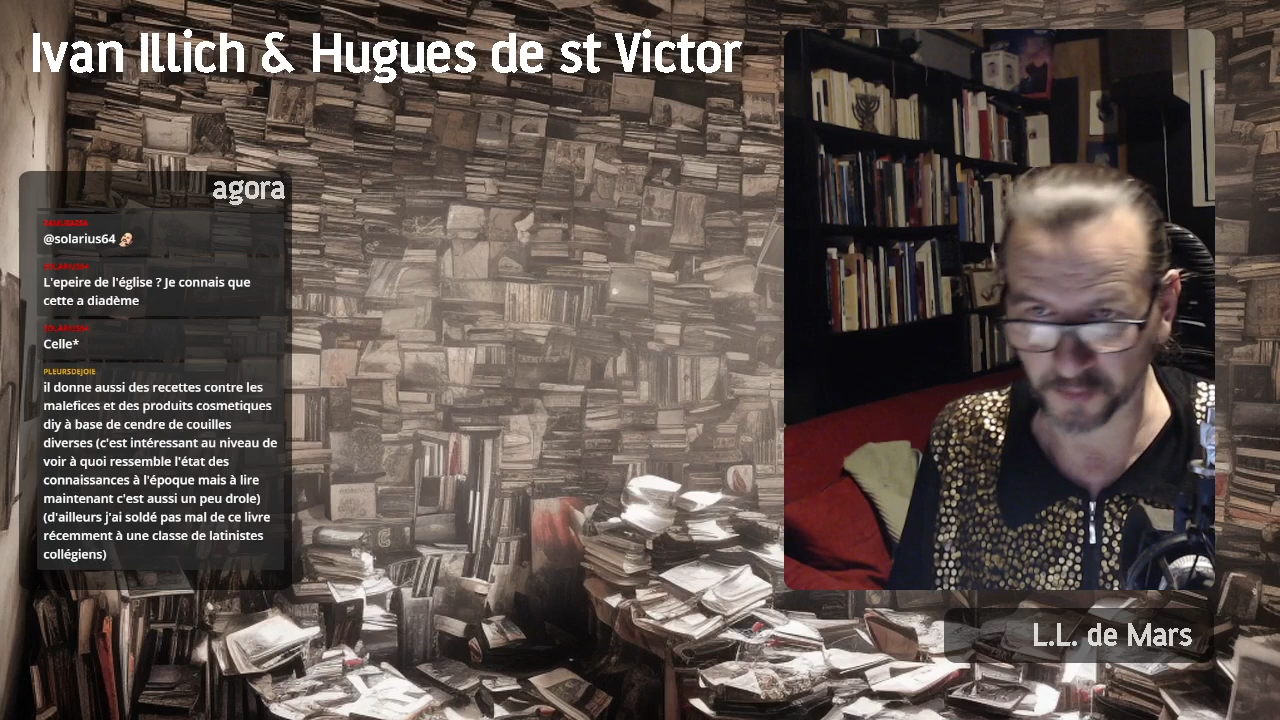 Ivan Illich & Hugues de st Victor
agora
@solarius64
L'epeire de l'église ? Je connais que
cette a diadème
Celle*
PLEURSDEJOIE
il donne aussi des recettes contre les
malefices et des produits cosmetiques
diy à base de cendre de couilles
diverses (c'est intéressant au niveau de
voir à quoi ressemble l'état des
connaissances à l'époque mais à lire
maintenant c'est aussi un peu drole)
(d'ailleurs j'ai soldé pas mal de ce livre
récemment à une classe de latinistes
collégiens)
L.L. de Mars